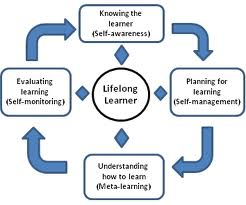 Knowing the
learner
(Self-awareness)
Evaluating
learning
(Self-monitoring)
Lifelong
Learner
Planning for
learning
(Self-management)
Understanding
how to learn
(Meta-learning)